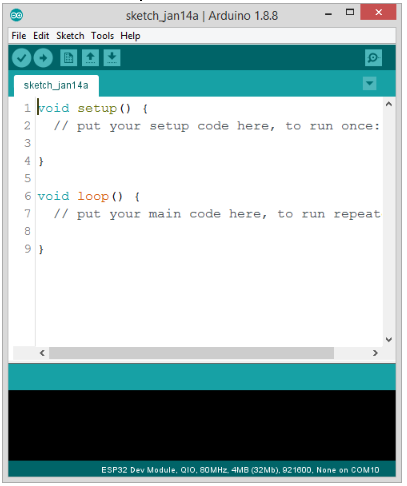 sketch_jan14a | Arduino 1.8.8
File Edit Sketch Tools Help
sketch_jan14a
1 void setup() {
2 // put your setup code here, to run once:
3
4 }
5
6 void loop() {
7 // put your main code here, to run repeat
8
9 }
ESP32 Dev Module, QIO, 80MHz, 4MB (32Mb), 921600, None on COM10